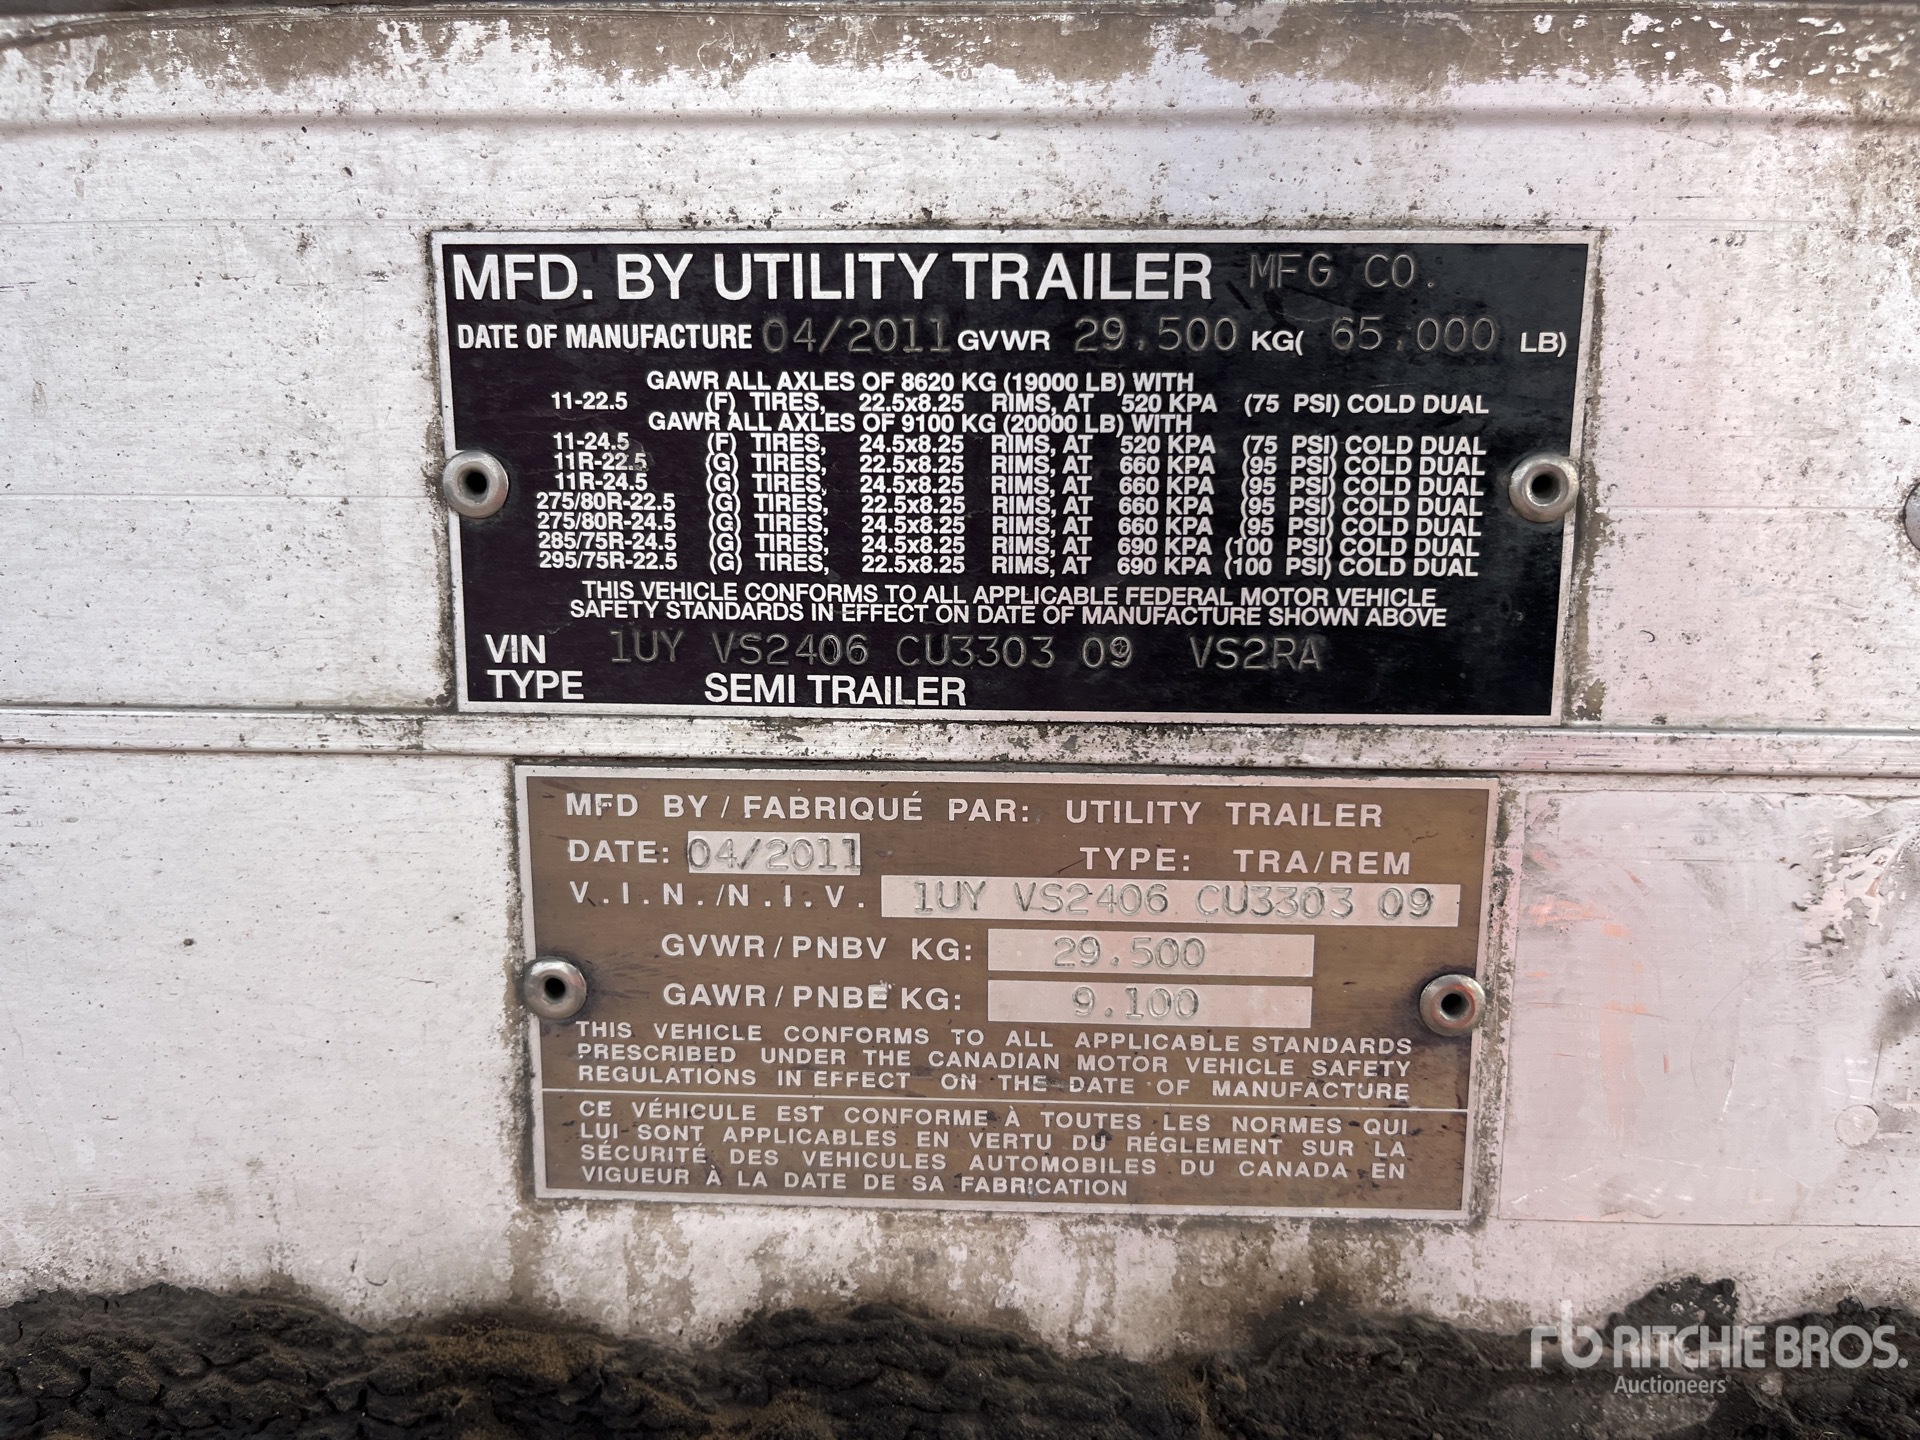 MFD. BY UTILITY TRAILER MFG CO.
DATE OF MANUFACTURE 04/2011 GVWR 29.500 KG( 65.000 LB)
GAWR ALL AXLES OF 8620 KG (19000 LB) WITH
11-22.5 (F) TIRES, 22.5x8.25 RIMS, AT 520 KPA (75 PSI) COLD DUAL
GAWR ALL AXLES OF 9100 KG (20000 LB) WITH
11-24.5 (F) TIRES, 24.5x8.25 RIMS, AT 520 KPA (75 PSI) COLD DUAL
11R-22.5 (G) TIRES, 22.5x8.25 RIMS, AT 660 KPA (95 PSI) COLD DUAL
11R-24.5 (G) TIRES, 24.5x8.25 RIMS, AT 660 KPA (95 PSI) COLD DUAL
275/80R-22.5 (G) TIRES, 22.5x8.25 RIMS, AT 660 KPA (95 PSI) COLD DUAL
275/80R-24.5 (G) TIRES, 24.5x8.25 RIMS, AT 660 KPA (95 PSI) COLD DUAL
285/75R-24.5 (G) TIRES, 24.5x8.25 RIMS, AT 690 KPA (100 PSI) COLD DUAL
295/75R-22.5 (G) TIRES, 22.5x8.25 RIMS, AT 690 KPA (100 PSI) COLD DUAL
THIS VEHICLE CONFORMS TO ALL APPLICABLE FEDERAL MOTOR VEHICLE
SAFETY STANDARDS IN EFFECT ON DATE OF MANUFACTURE SHOWN ABOVE
VIN 1UY VS2406 CU3303 09 VS2RA
TYPE SEMI TRAILER
MFD BY / FABRIQUÉ PAR: UTILITY TRAILER
DATE: 04/2011 TYPE: TRA/REM
V.I.N./N.I.V. 1UY VS2406 CU3303 09
GVWR/PNBV KG: 29.500
GAWR/PNBE KG: 9.100
THIS VEHICLE CONFORMS TO ALL APPLICABLE STANDARDS
PRESCRIBED UNDER THE CANADIAN MOTOR VEHICLE SAFETY
REGULATIONS IN EFFECT ON THE DATE OF MANUFACTURE
CE VÉHICULE EST CONFORME À TOUTES LES NORMES QUI
LUI SONT APPLICABLES EN VERTU DU RÉGLEMENT SUR LA
SÉCURITÉ DES VEHICULES AUTOMOBILES DU CANADA EN
VIGUEUR À LA DATE DE SA FABRICATION
rb RITCHIE BROS.
Auctioneers